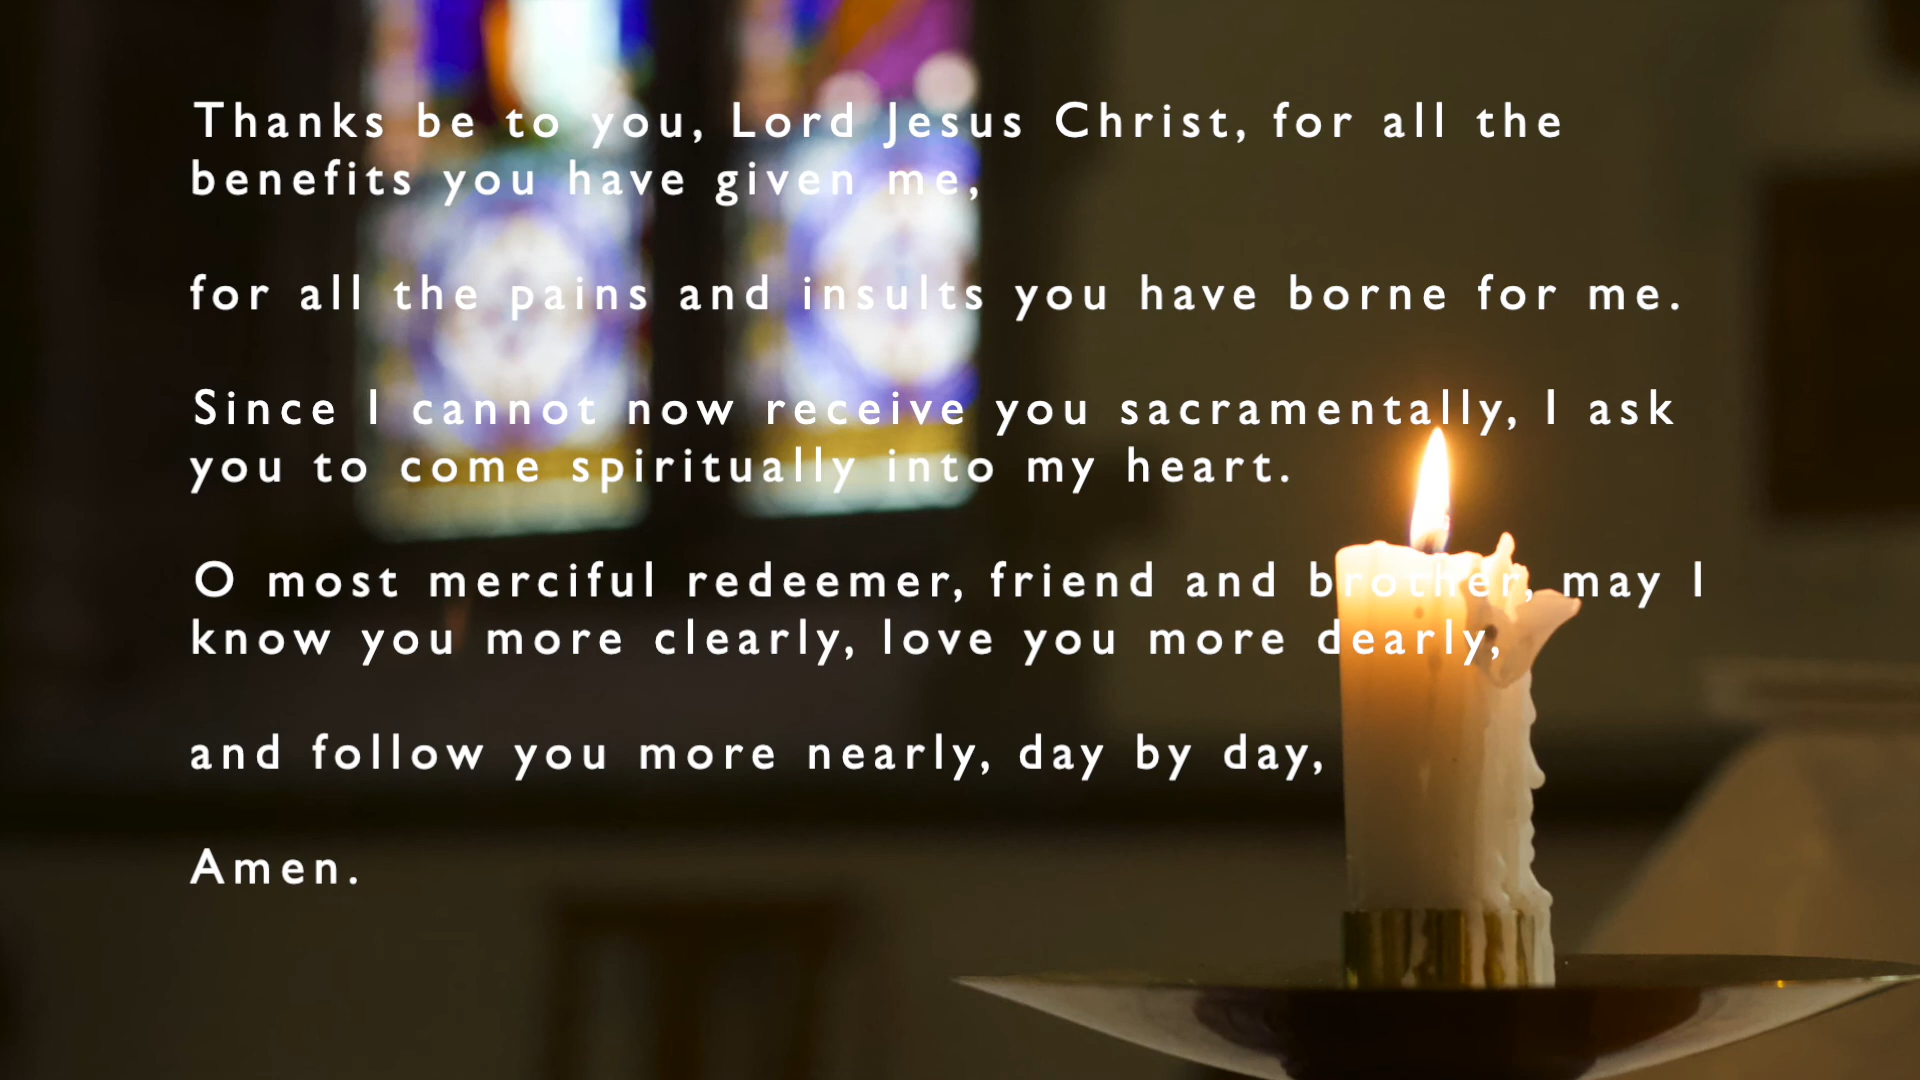 Thanks be to you, Lord Jesus Christ, for all the
benefits you have given me,
for all the pains and insults you have borne for me.
Since I cannot now receive you sacramentally, I ask
you to come spiritually into my heart.
O most merciful redeemer, friend and brother, may I
know you more clearly, love you more dearly,
and follow you more nearly, day by day,
Amen.